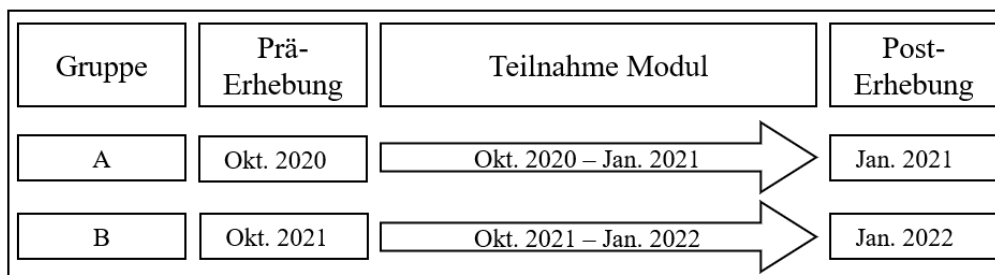 Gruppe
Prä-
Erhebung
Teilnahme Modul
Post-
Erhebung
A
Okt. 2020
Okt. 2020 – Jan. 2021
Jan. 2021
B
Okt. 2021
Okt. 2021 – Jan. 2022
Jan. 2022